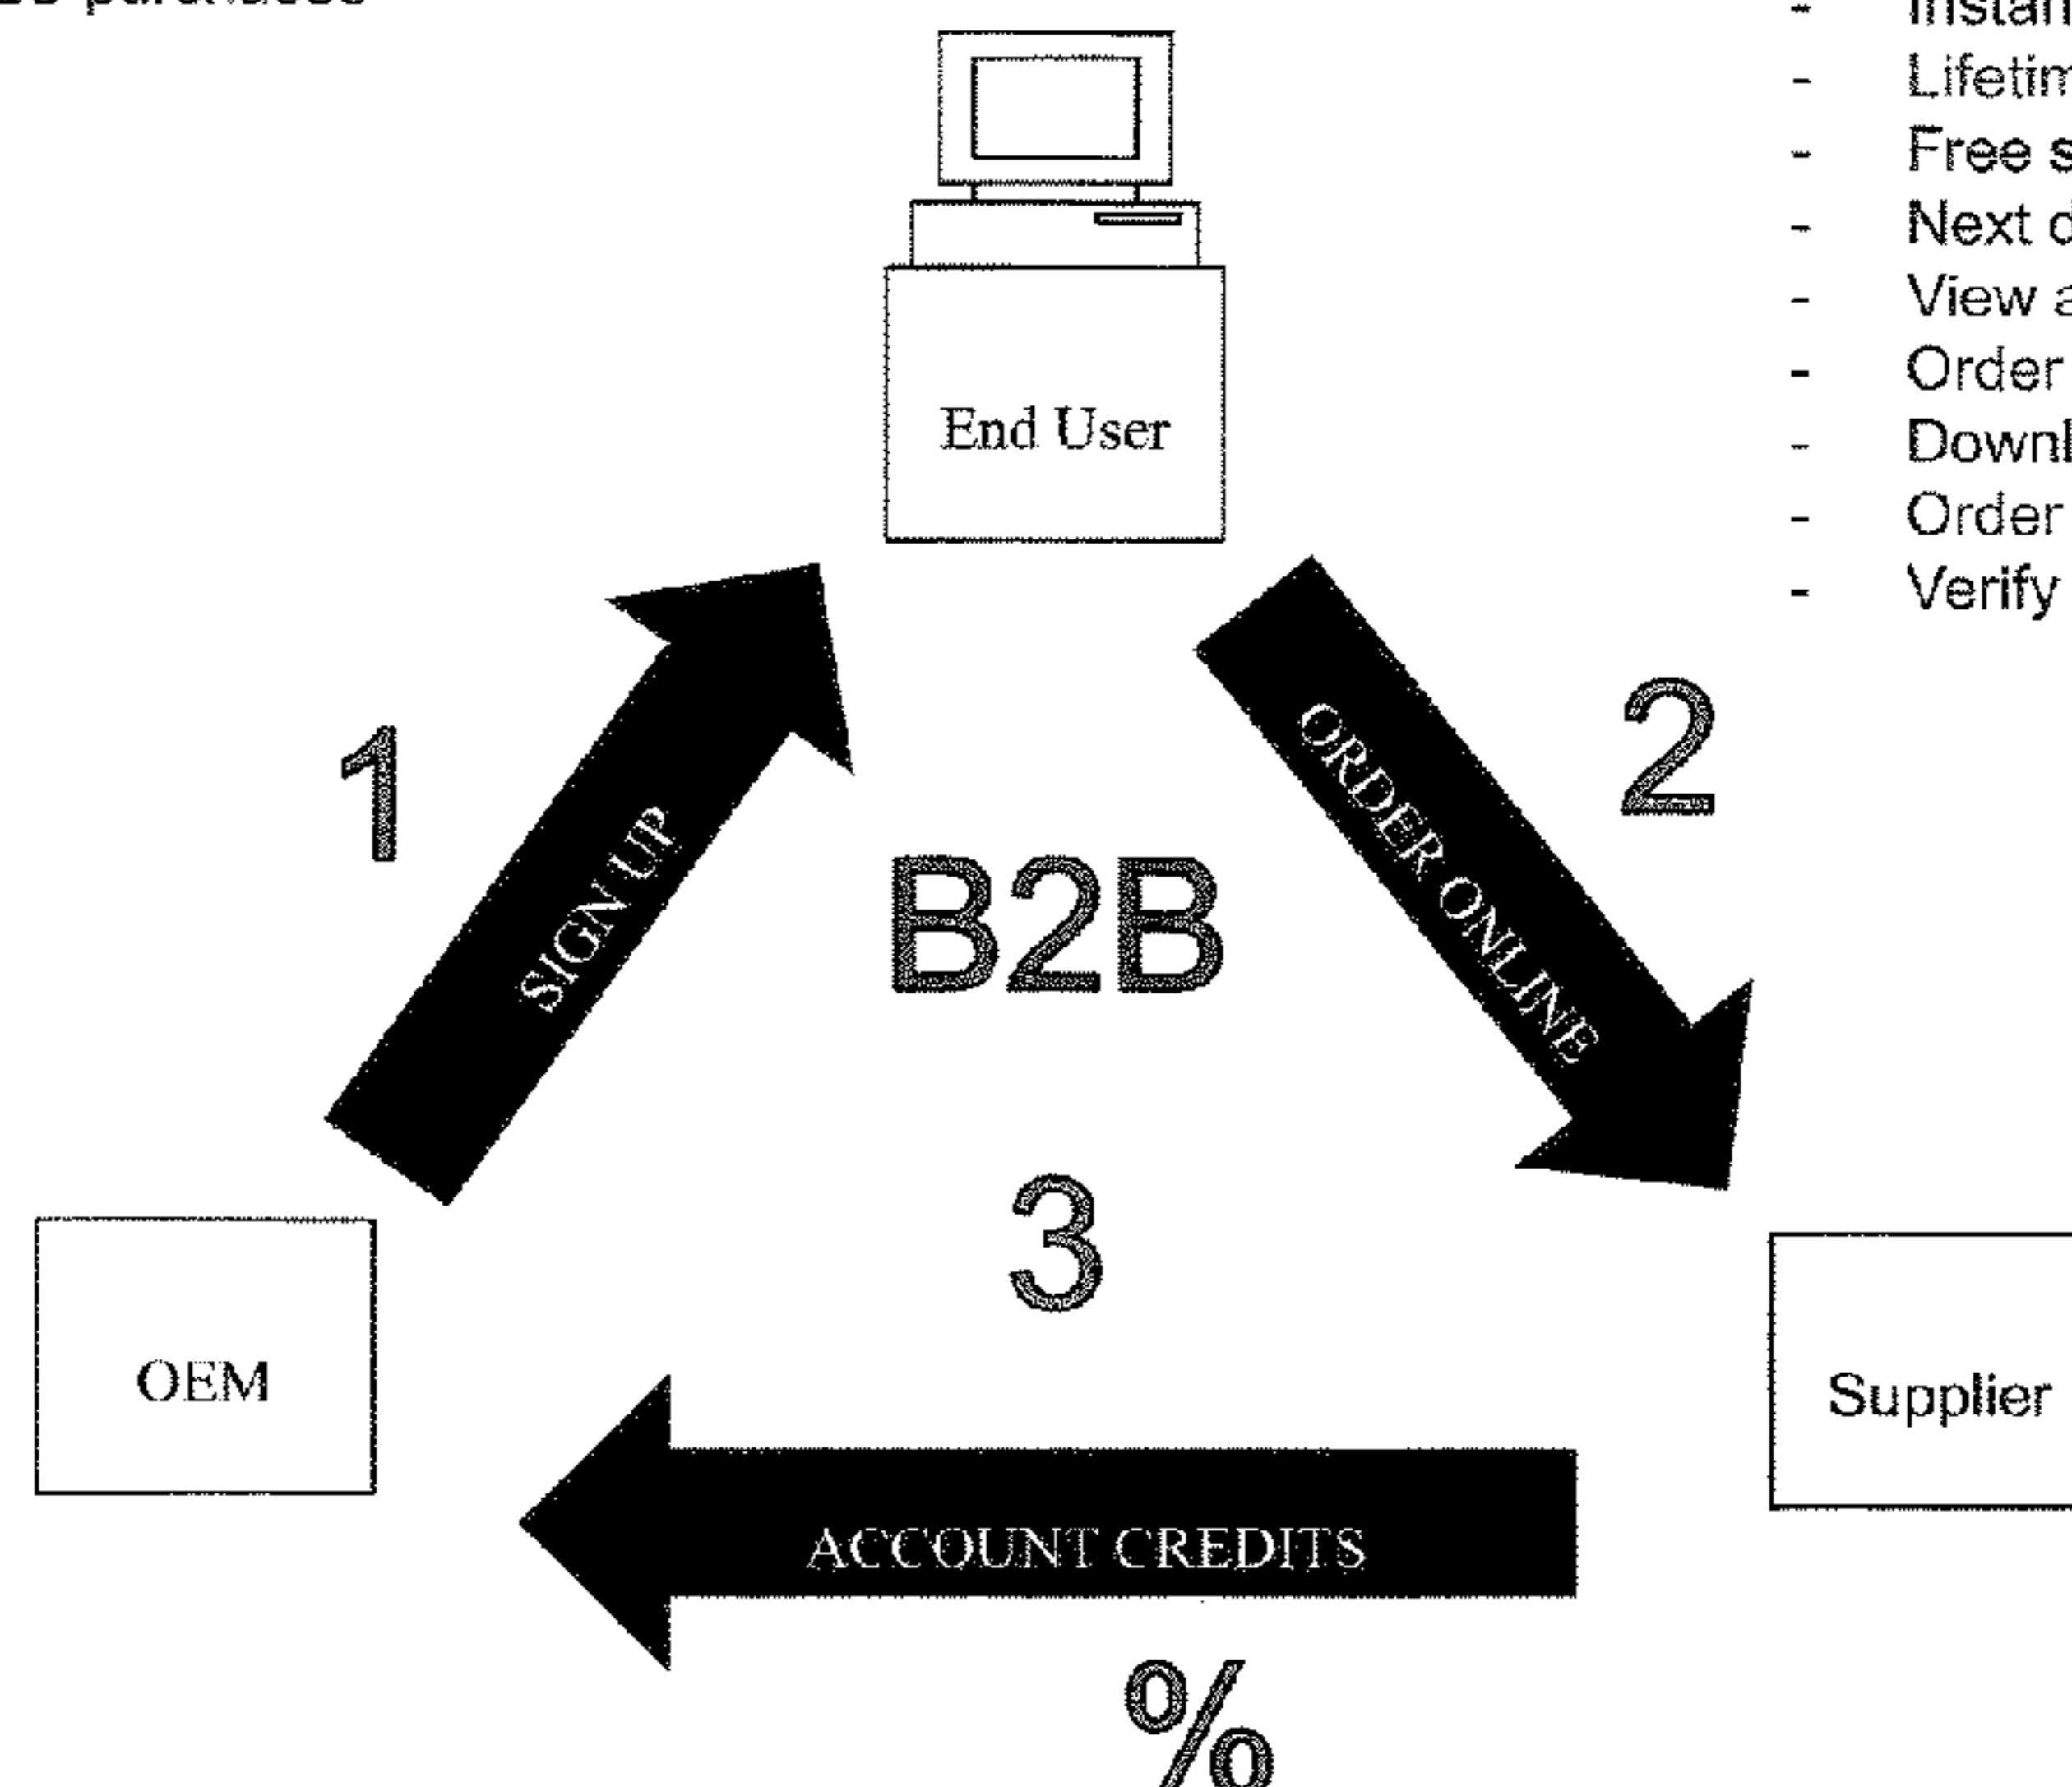 purchases
Lifetim
Free s
Next d
View a
Order
Downl
Order
Verify
End User
1
2
SIGN UP
ORDER ONLINE
B2B
3
OEM
Supplier
ACCOUNT CREDITS
%